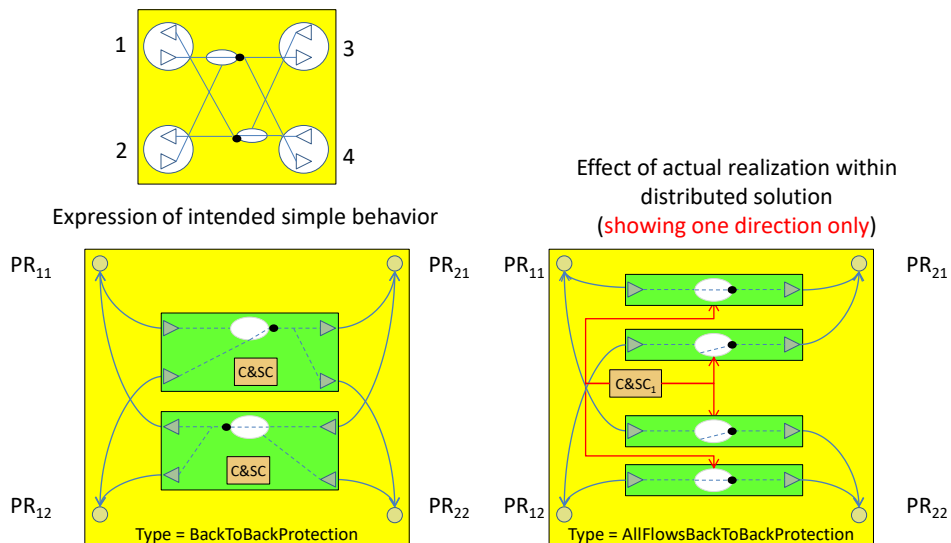 1
3
2
4
Expression of intended simple behavior
Effect of actual realization within
distributed solution
(showing one direction only)
PR11
PR21
C&SC
C&SC
PR12
PR22
Type = BackToBackProtection
PR11
PR21
C&SC1
PR12
PR22
Type = AllFlowsBackToBackProtection